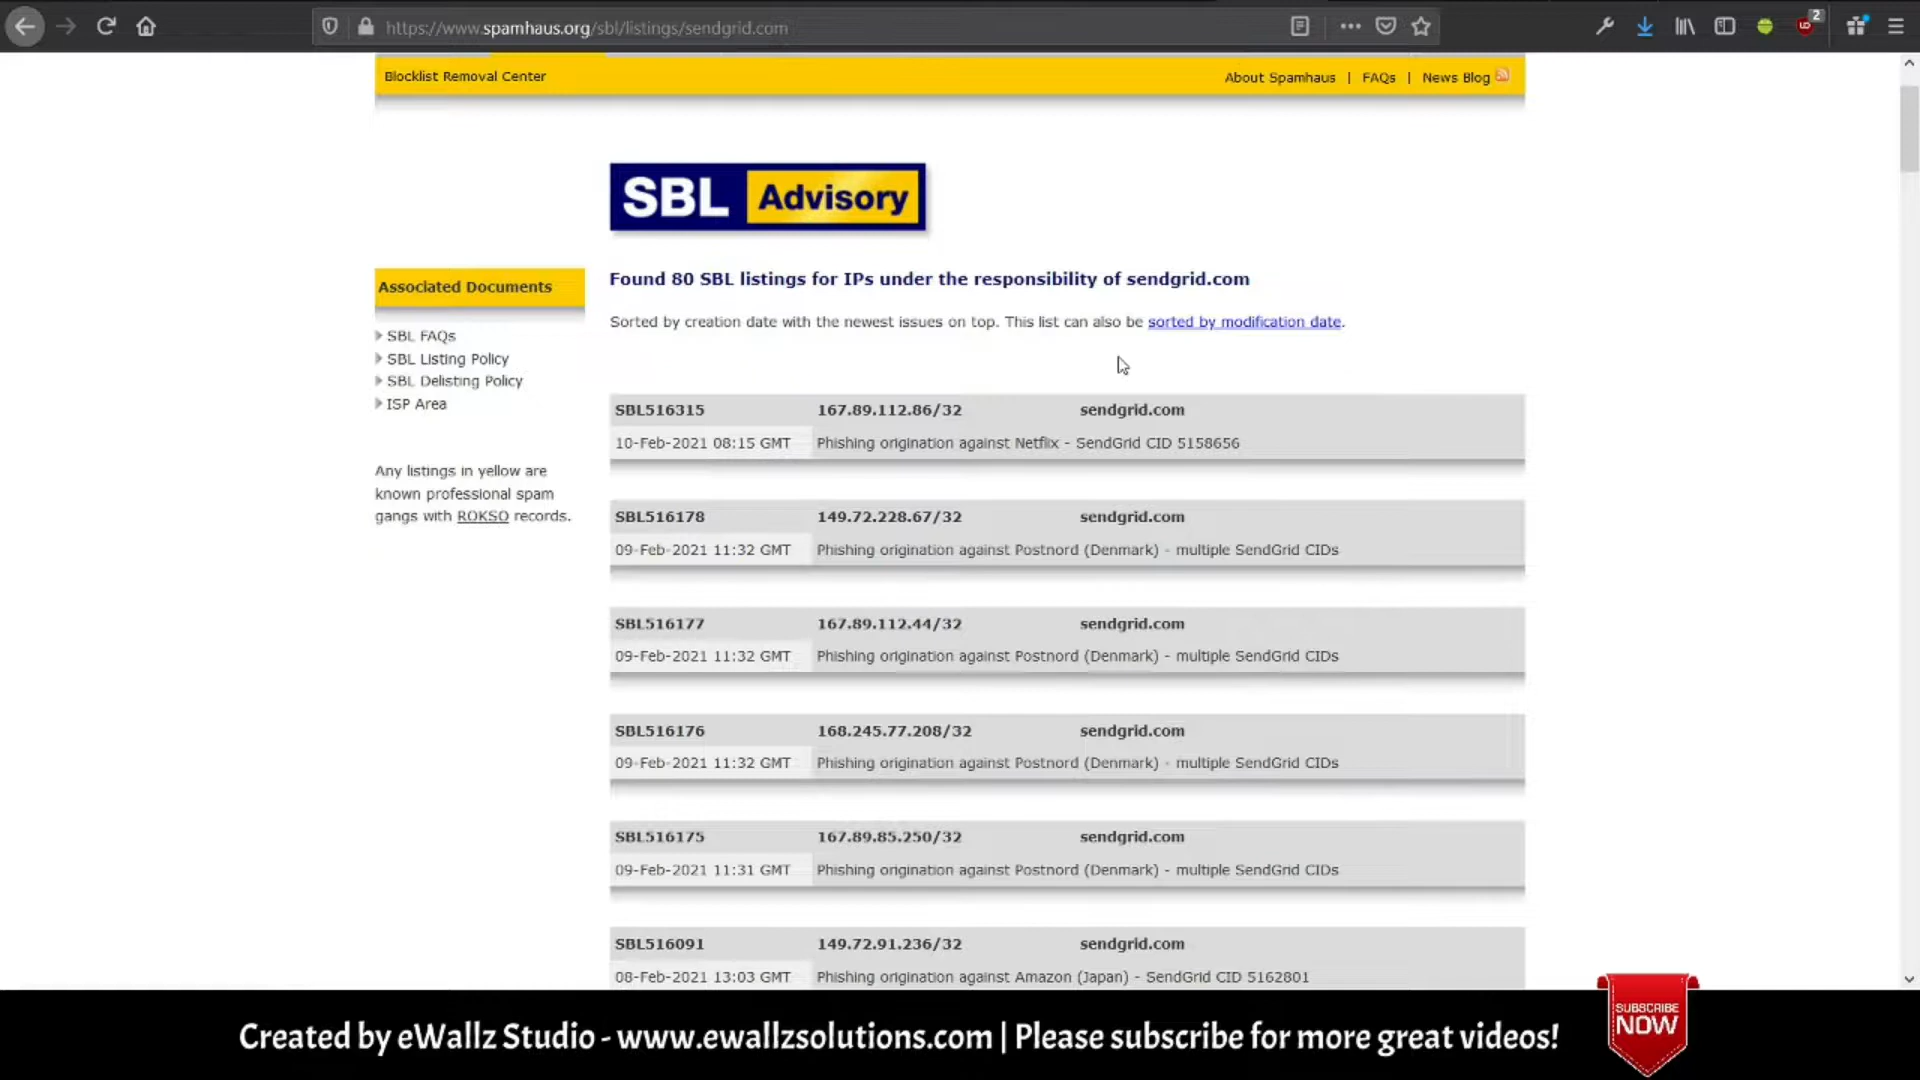 https://www.spamhaus.org/sbl/listings/sendgrid.com
2
Blocklist Removal Center
About Spamhaus | FAQs | News Blog
SBL Advisory
Associated Documents
SBL FAQs
SBL Listing Policy
SBL Delisting Policy
ISP Area
Any listings in yellow are
known professional spam
gangs with ROKSO records.
Found 80 SBL listings for IPs under the responsibility of sendgrid.com
Sorted by creation date with the newest issues on top. This list can also be sorted by modification date.
SBL516315 167.89.112.86/32 sendgrid.com
10-Feb-2021 08:15 GMT Phishing origination against Netflix - SendGrid CID 5158656
SBL516178 149.72.228.67/32 sendgrid.com
09-Feb-2021 11:32 GMT Phishing origination against Postnord (Denmark) - multiple SendGrid CIDs
SBL516177 167.89.112.44/32 sendgrid.com
09-Feb-2021 11:32 GMT Phishing origination against Postnord (Denmark) - multiple SendGrid CIDs
SBL516176 168.245.77.208/32 sendgrid.com
09-Feb-2021 11:32 GMT Phishing origination against Postnord (Denmark) - multiple SendGrid CIDs
SBL516175 167.89.85.250/32 sendgrid.com
09-Feb-2021 11:31 GMT Phishing origination against Postnord (Denmark) - multiple SendGrid CIDs
SBL516091 149.72.91.236/32 sendgrid.com
08-Feb-2021 13:03 GMT Phishing origination against Amazon (Japan) - SendGrid CID 5162801
Created by eWallz Studio - www.ewallzsolutions.com | Please subscribe for more great videos!
SUBSCRIBE
NOW